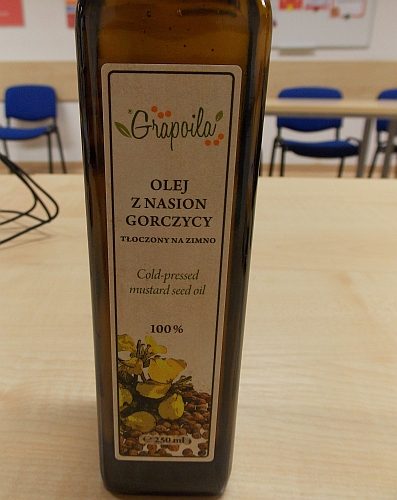 Grapoila
OLEJ
Z NASION
GORCZYCY
TŁOCZONY NA ZIMNO
Cold-pressed
mustard seed oil
100%
℮ 250 ml